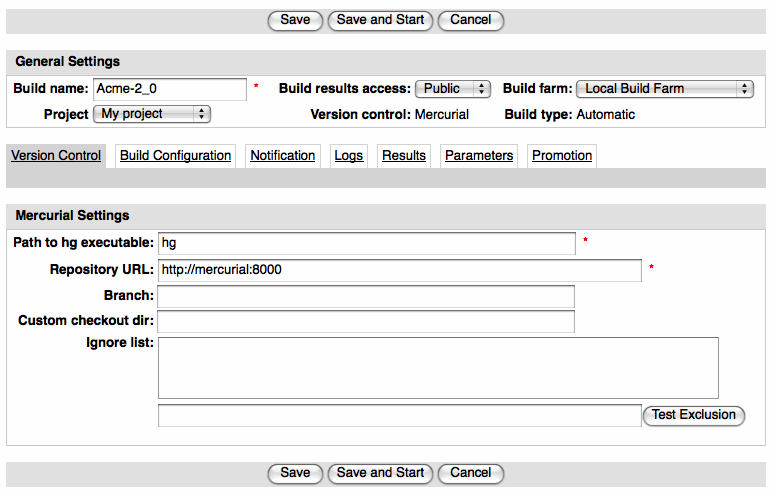 Save Save and Start Cancel
General Settings
Build name: Acme-2_0 * Build results access: Public Build farm: Local Build Farm
Project My project Version control: Mercurial Build type: Automatic
Version Control Build Configuration Notification Logs Results Parameters Promotion
Mercurial Settings
Path to hg executable: hg *
Repository URL: http://mercurial:8000 *
Branch:
Custom checkout dir:
Ignore list:
Test Exclusion
Save Save and Start Cancel